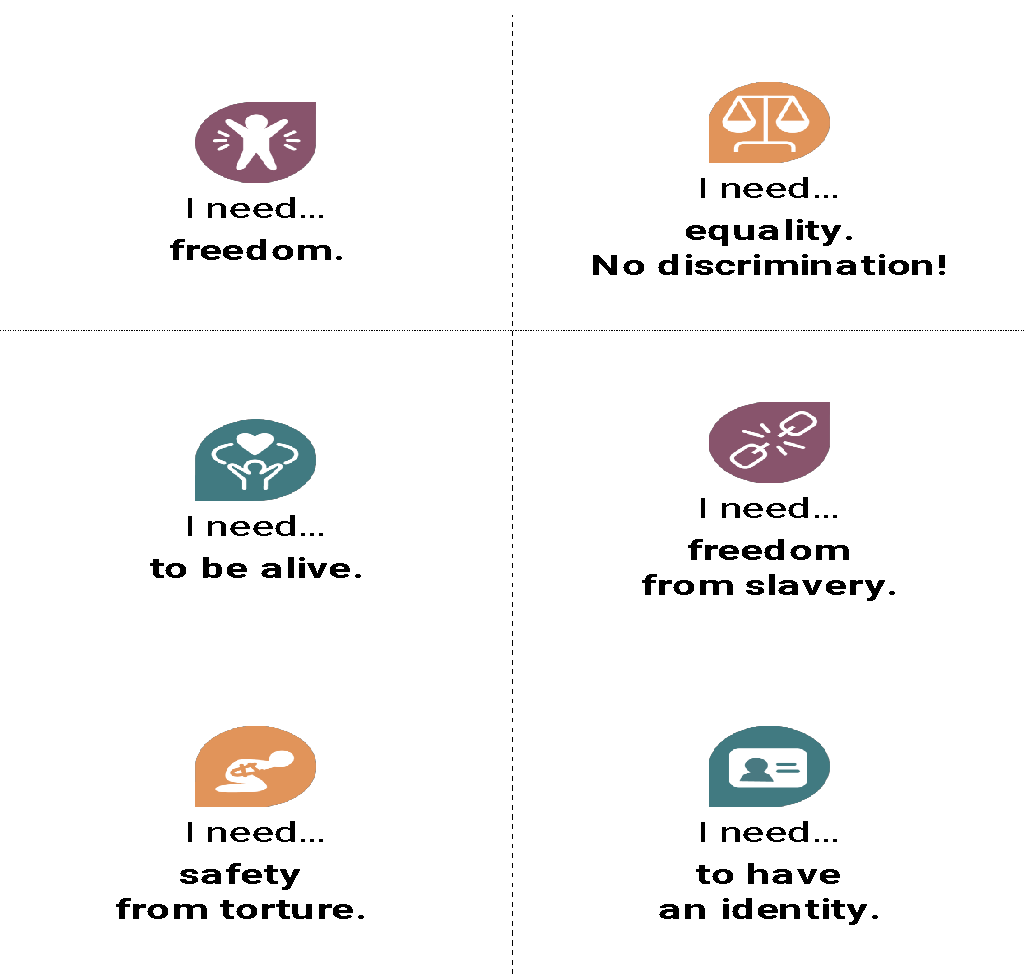 I need...
freedom.
I need...
equality.
No discrimination!
I need...
to be alive.
I need...
freedom
from slavery.
I need...
safety
from torture.
I need...
to have
an identity.